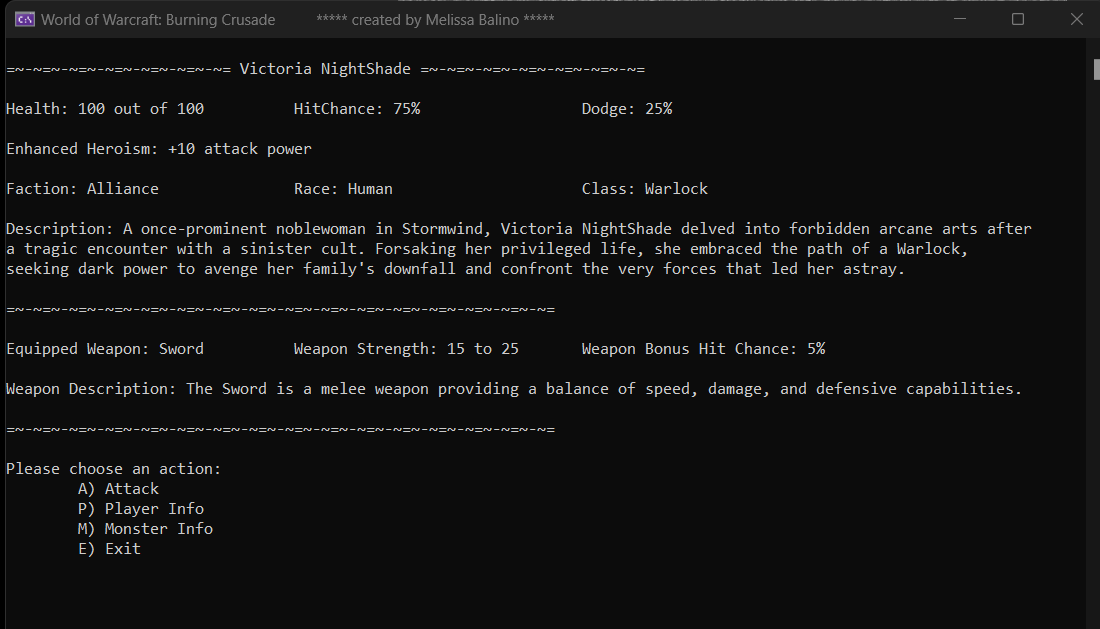 World of Warcraft: Burning Crusade ***** created by Melissa Balino *****
=~-~=~-~=~-~=~-~=~-~=~-~= Victoria NightShade =~-~=~-~=~-~=~-~=~-~=~-~=
Health: 100 out of 100 HitChance: 75% Dodge: 25%
Enhanced Heroism: +10 attack power
Faction: Alliance Race: Human Class: Warlock
Description: A once-prominent noblewoman in Stormwind, Victoria NightShade delved into forbidden arcane arts after
a tragic encounter with a sinister cult. Forsaking her privileged life, she embraced the path of a Warlock,
seeking dark power to avenge her family's downfall and confront the very forces that led her astray.
=~-~=~-~=~-~=~-~=~-~=~-~=~-~=~-~=~-~=~-~=~-~=~-~=~-~=~-~=~-~=
Equipped Weapon: Sword Weapon Strength: 15 to 25 Weapon Bonus Hit Chance: 5%
Weapon Description: The Sword is a melee weapon providing a balance of speed, damage, and defensive capabilities.
=~-~=~-~=~-~=~-~=~-~=~-~=~-~=~-~=~-~=~-~=~-~=~-~=~-~=~-~=~-~=
Please choose an action:
A) Attack
P) Player Info
M) Monster Info
E) Exit